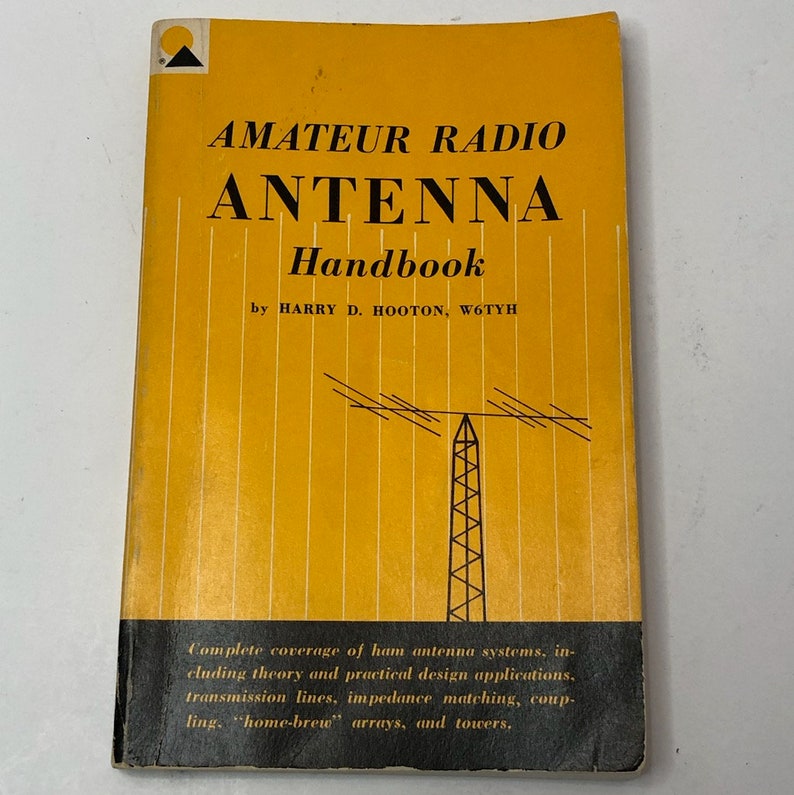 ®
AMATEUR RADIO
ANTENNA
Handbook
by HARRY D. HOOTON, W6TYH
Complete coverage of ham antenna systems, in-
cluding theory and practical design applications,
transmission lines, impedance matching, coup-
ling, "home-brew" arrays, and towers.